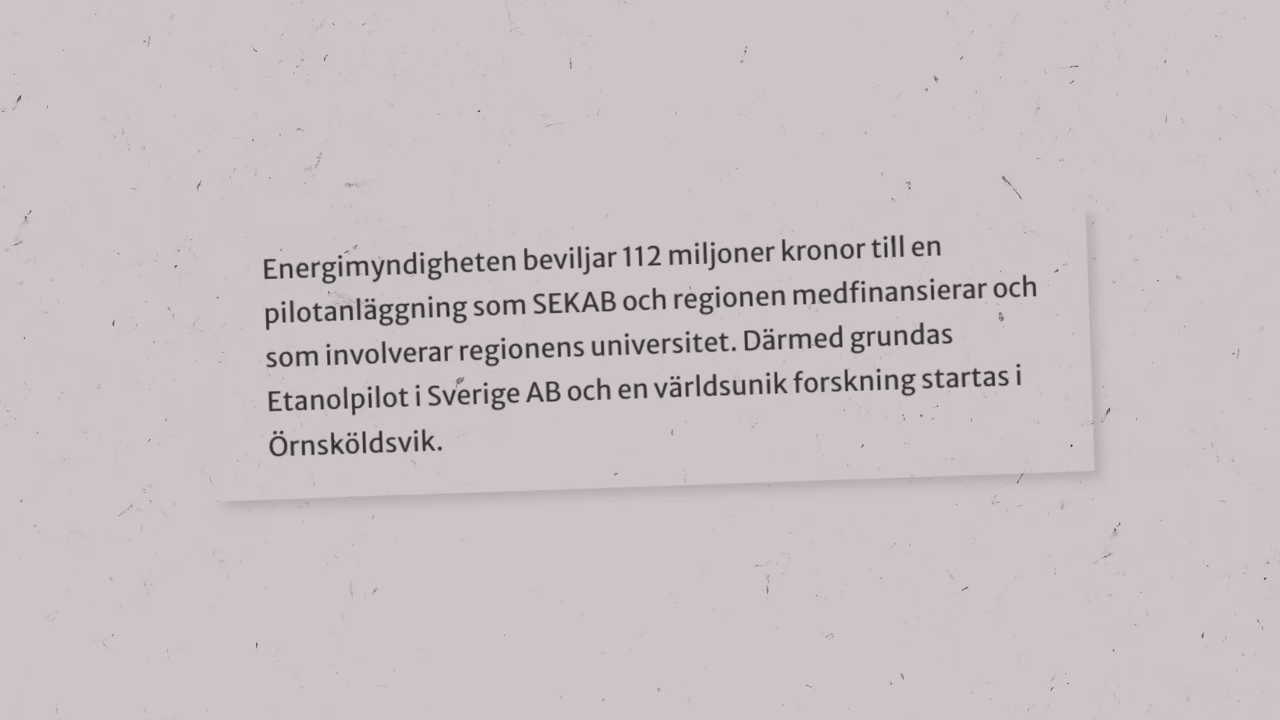 Energimyndigheten beviljar 112 miljoner kronor till en
pilotanläggning som SEKAB och regionen medfinansierar och
som involverar regionens universitet. Därmed grundas
Etanolpilot i Sverige AB och en världsunik forskning startas i
Örnsköldsvik.